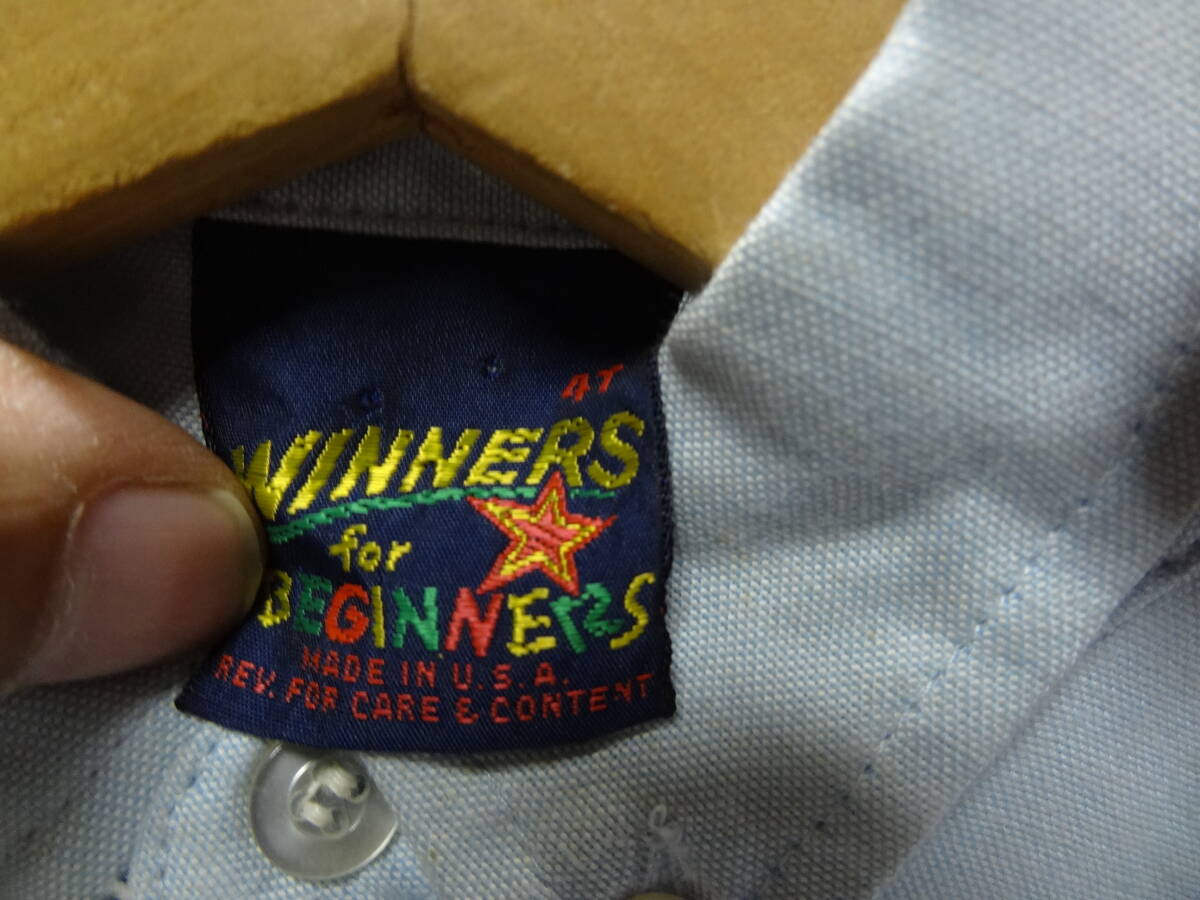 4T
WINNERS
for
BEGINNERS
MADE IN U.S.A.
REV. FOR CARE & CONTENT